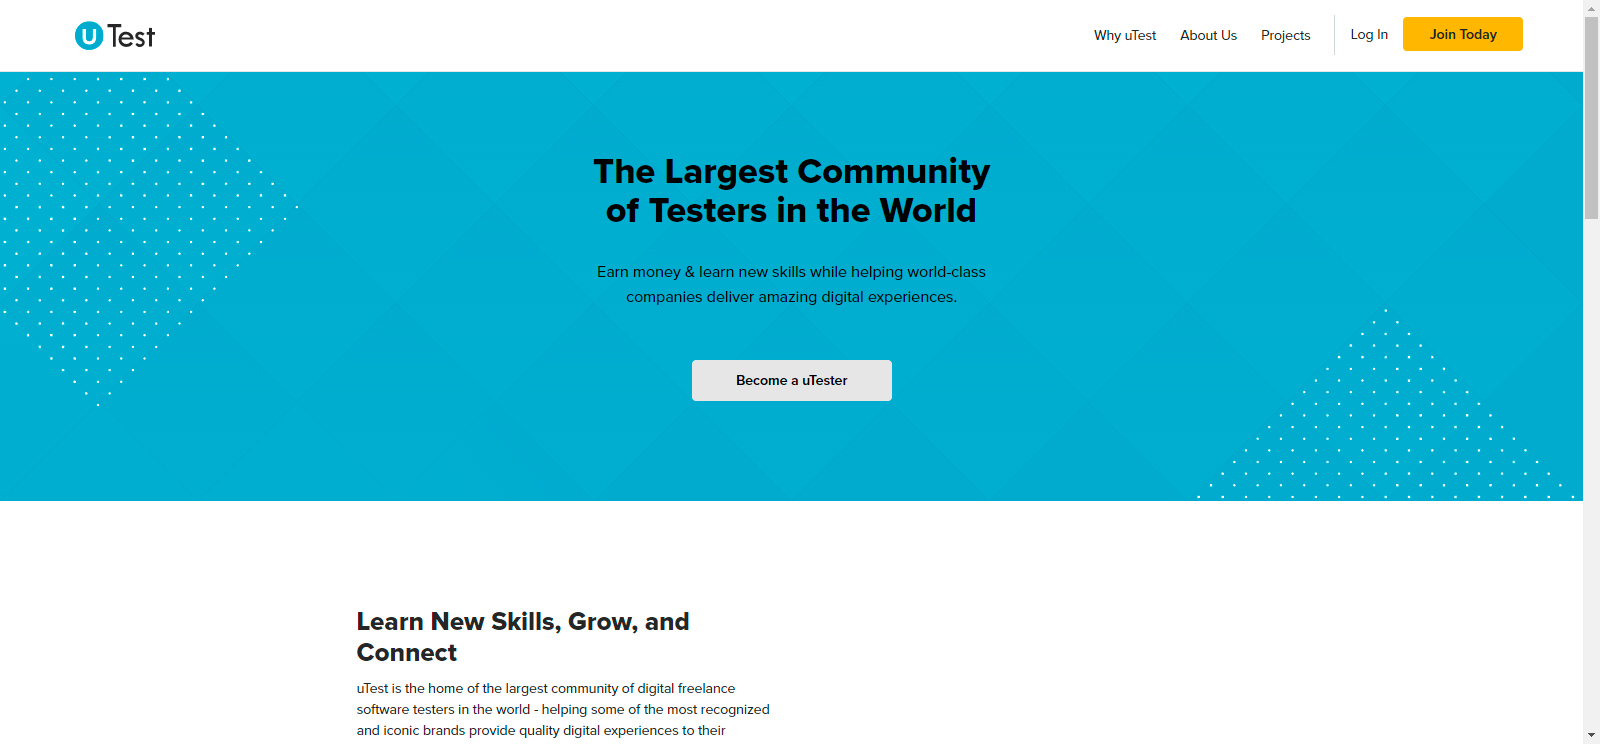 uTest
Why uTest
About Us
Projects
Log In
Join Today
The Largest Community
of Testers in the World
Earn money & learn new skills while helping world-class
companies deliver amazing digital experiences.
Become a uTester
Learn New Skills, Grow, and
Connect
uTest is the home of the largest community of digital freelance
software testers in the world - helping some of the most recognized
and iconic brands provide quality digital experiences to their